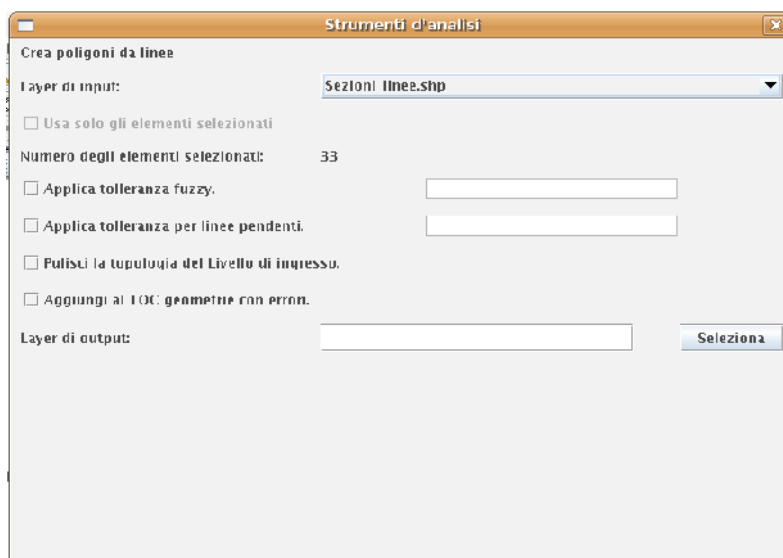 Strumenti d'analisi
Crea poligoni da linee
Layer di input: Sezioni linee.shp
Usa solo gli elementi selezionati
Numero degli elementi selezionati: 33
Applica tolleranza fuzzy.
Applica tolleranza per linee pendenti.
Pulisci la topologia del Livello di ingresso.
Aggiungi al TOC geometrie con errori.
Layer di output: Seleziona